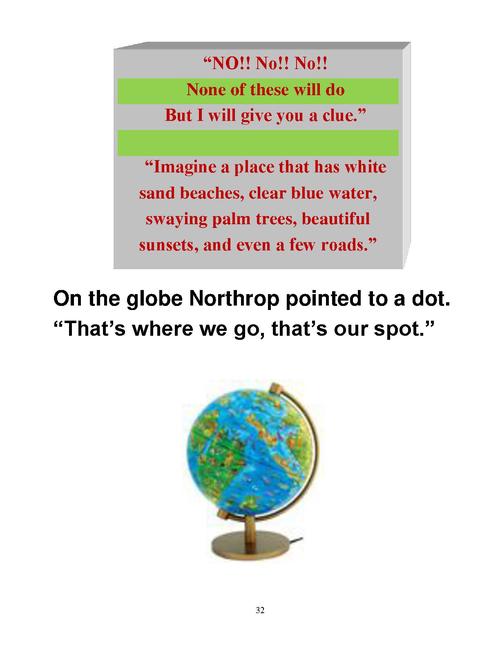 “NO!! No!! No!!
None of these will do
But I will give you a clue.”
“Imagine a place that has white
sand beaches, clear blue water,
swaying palm trees, beautiful
sunsets, and even a few roads.”
On the globe Northrop pointed to a dot.
“That’s where we go, that’s our spot.”
32